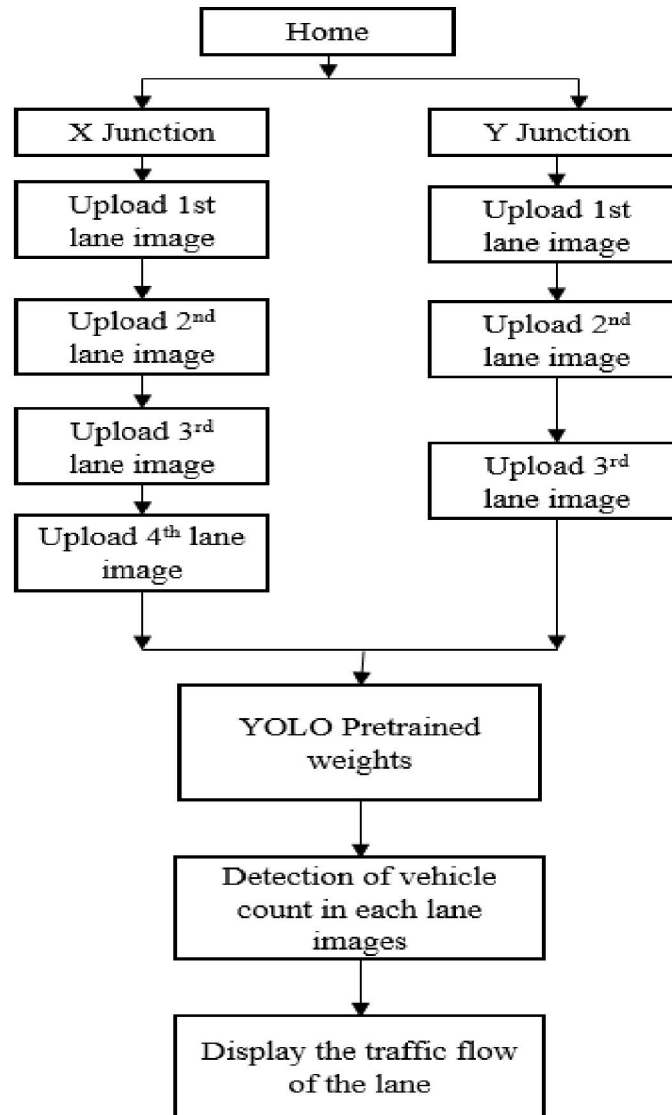 Home
X Junction
Y Junction
Upload 1st
lane image
Upload 1st
lane image
Upload 2nd
lane image
Upload 2nd
lane image
Upload 3rd
lane image
Upload 3rd
lane image
Upload 4th lane
image
YOLO Pretrained
weights
Detection of vehicle
count in each lane
images
Display the traffic flow
of the lane